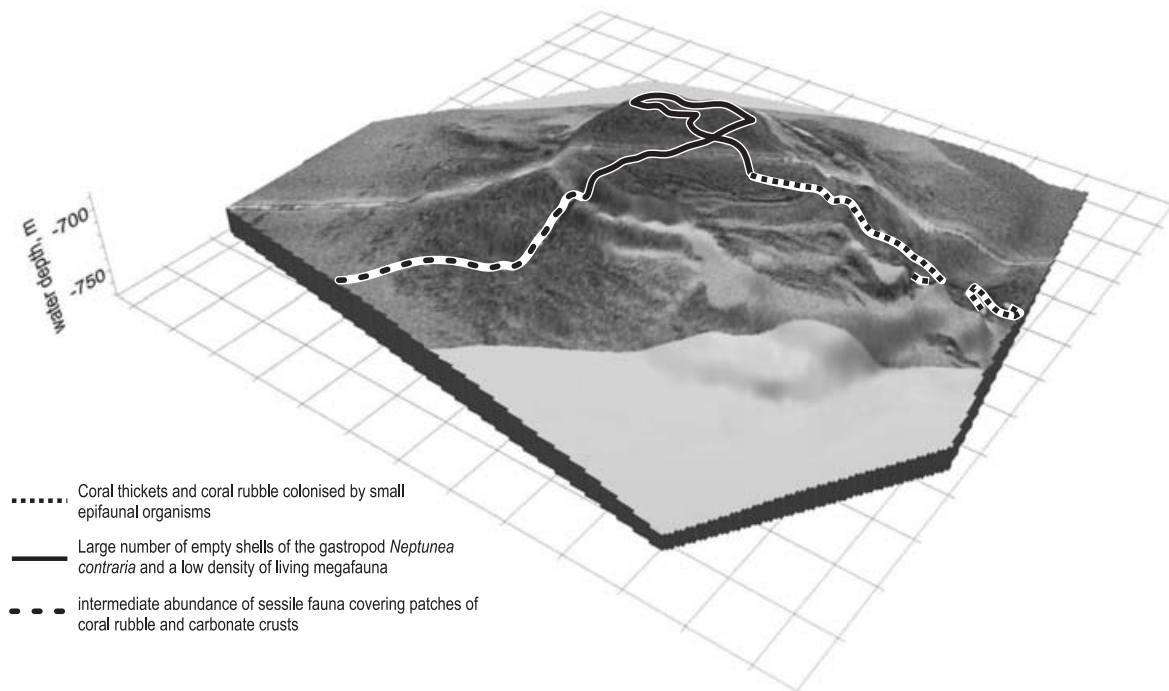 -700
-750
water depth, m
Coral thickets and coral rubble colonised by small
epifaunal organisms
Large number of empty shells of the gastropod Neptunea
contraria and a low density of living megafauna
intermediate abundance of sessile fauna covering patches of
coral rubble and carbonate crusts